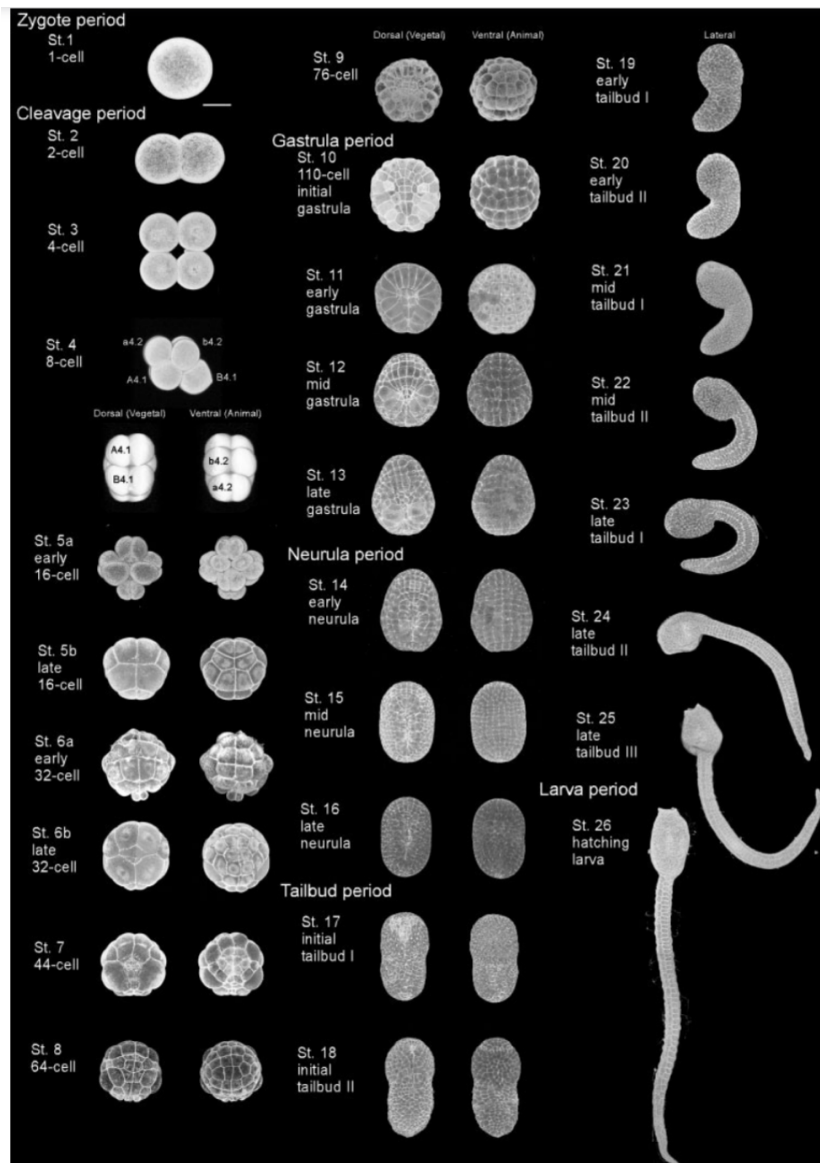 Zygote period
St.1
1-cell
Cleavage period
St. 2
2-cell
St. 3
4-cell
St. 4
8-cell
a4.2
b4.2
A4.1
B4.1
Dorsal (Vegetal)
Ventral (Animal)
A4.1
B4.1
b4.2
a4.2
St. 5a
early
16-cell
St. 5b
late
16-cell
St. 6a
early
32-cell
St. 6b
late
32-cell
St. 7
44-cell
St. 8
64-cell
Dorsal (Vegetal)
Ventral (Animal)
St. 9
76-cell
Gastrula period
St. 10
110-cell
initial
gastrula
St. 11
early
gastrula
St. 12
mid
gastrula
St. 13
late
gastrula
Neurula period
St. 14
early
neurula
St. 15
mid
neurula
St. 16
late
neurula
Tailbud period
St. 17
initial
tailbud I
St. 18
initial
tailbud II
Lateral
St. 19
early
tailbud I
St. 20
early
tailbud II
St. 21
mid
tailbud I
St. 22
mid
tailbud II
St. 23
late
tailbud I
St. 24
late
tailbud II
St. 25
late
tailbud III
Larva period
St. 26
hatching
larva